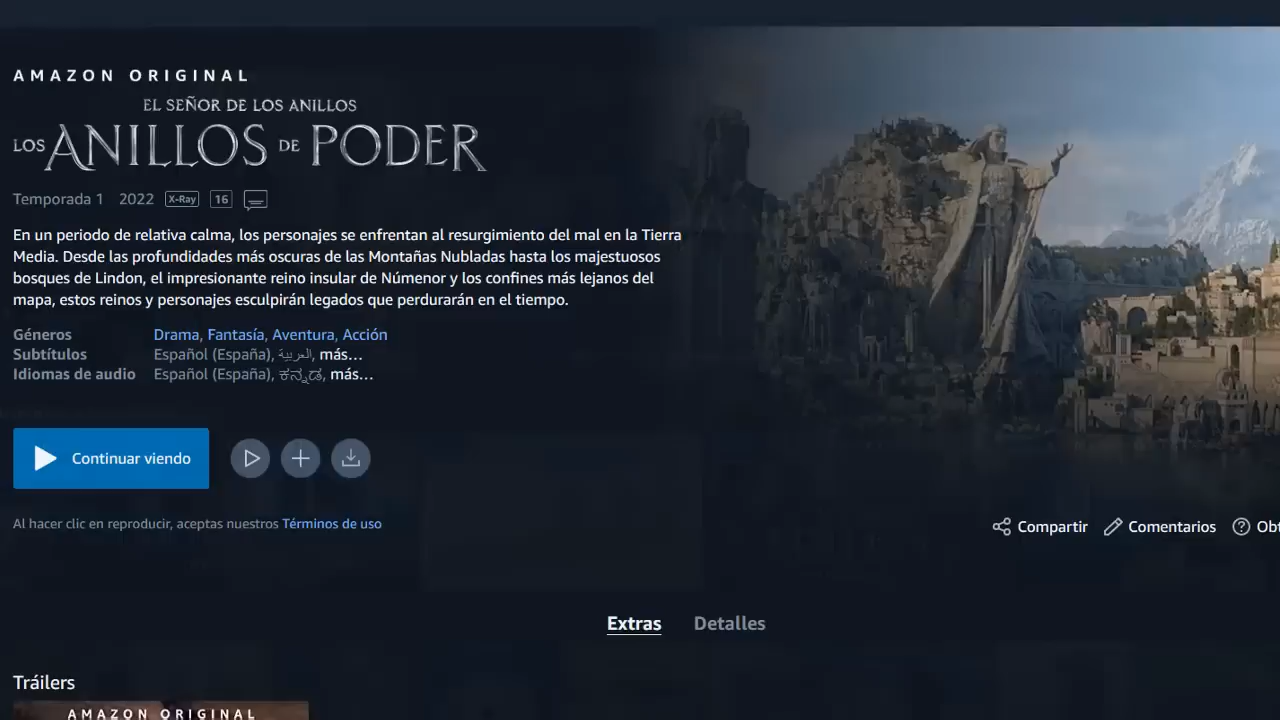 AMAZON ORIGINAL
EL SEÑOR DE LOS ANILLOS
LOS ANILLOS DE PODER
Temporada 1 2022 X-Ray 16
En un periodo de relativa calma, los personajes se enfrentan al resurgimiento del mal en la Tierra
Media. Desde las profundidades más oscuras de las Montañas Nubladas hasta los majestuosos
bosques de Lindon, el impresionante reino insular de Númenor y los confines más lejanos del
mapa, estos reinos y personajes esculpirán legados que perdurarán en el tiempo.
Géneros Drama, Fantasía, Aventura, Acción
Subtítulos Español (España), العربية, más...
Idiomas de audio Español (España), ಕನ್ನಡ, más...
Continuar viendo
Al hacer clic en reproducir, aceptas nuestros Términos de uso
Compartir Comentarios Obt
Extras Detalles
Tráilers
AMAZON ORIGINAL